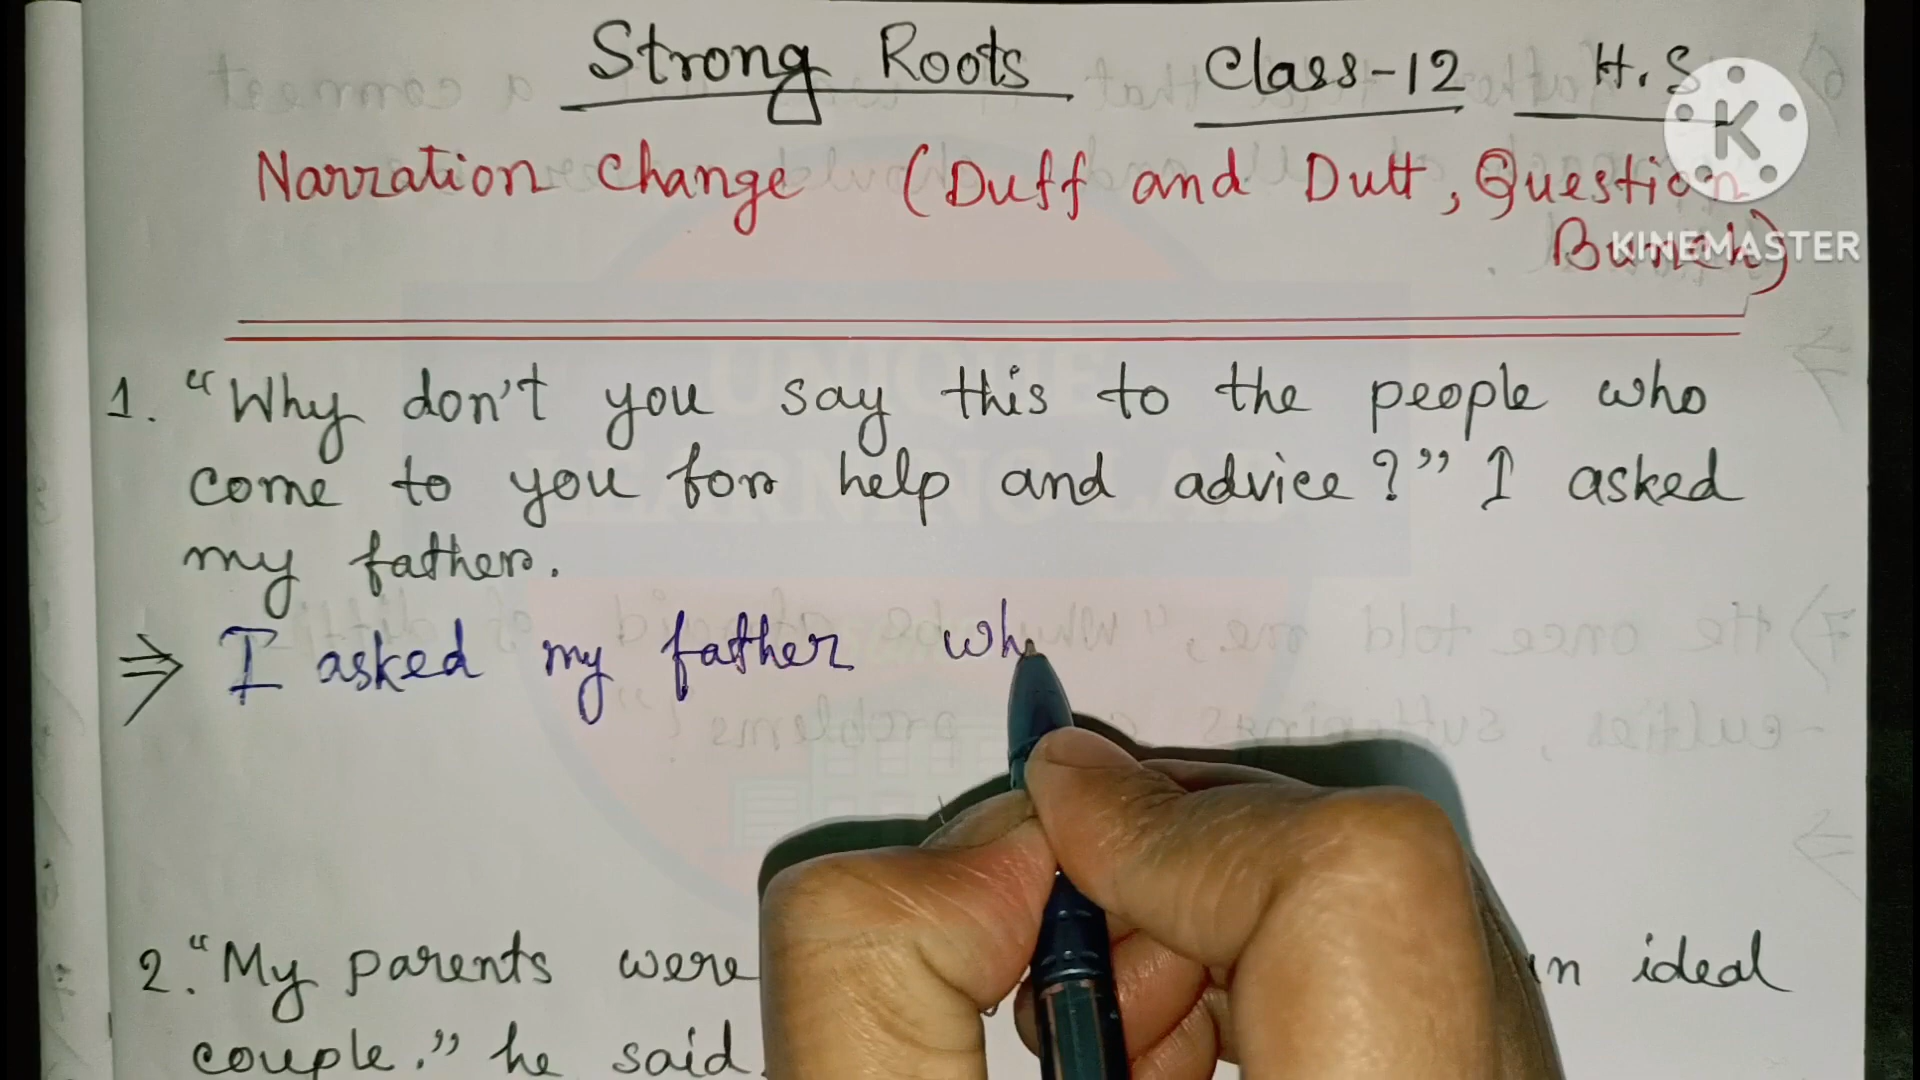 Strong Roots Class-12 H.S
Narration Change (Duff and Dutt, Question
Bunch)
K
KINEMASTER
1. "Why don't you say this to the people who
come to you for help and advice?" I asked
my father.
⇒ I asked my father wh
2. "My parents were in ideal
couple." he said